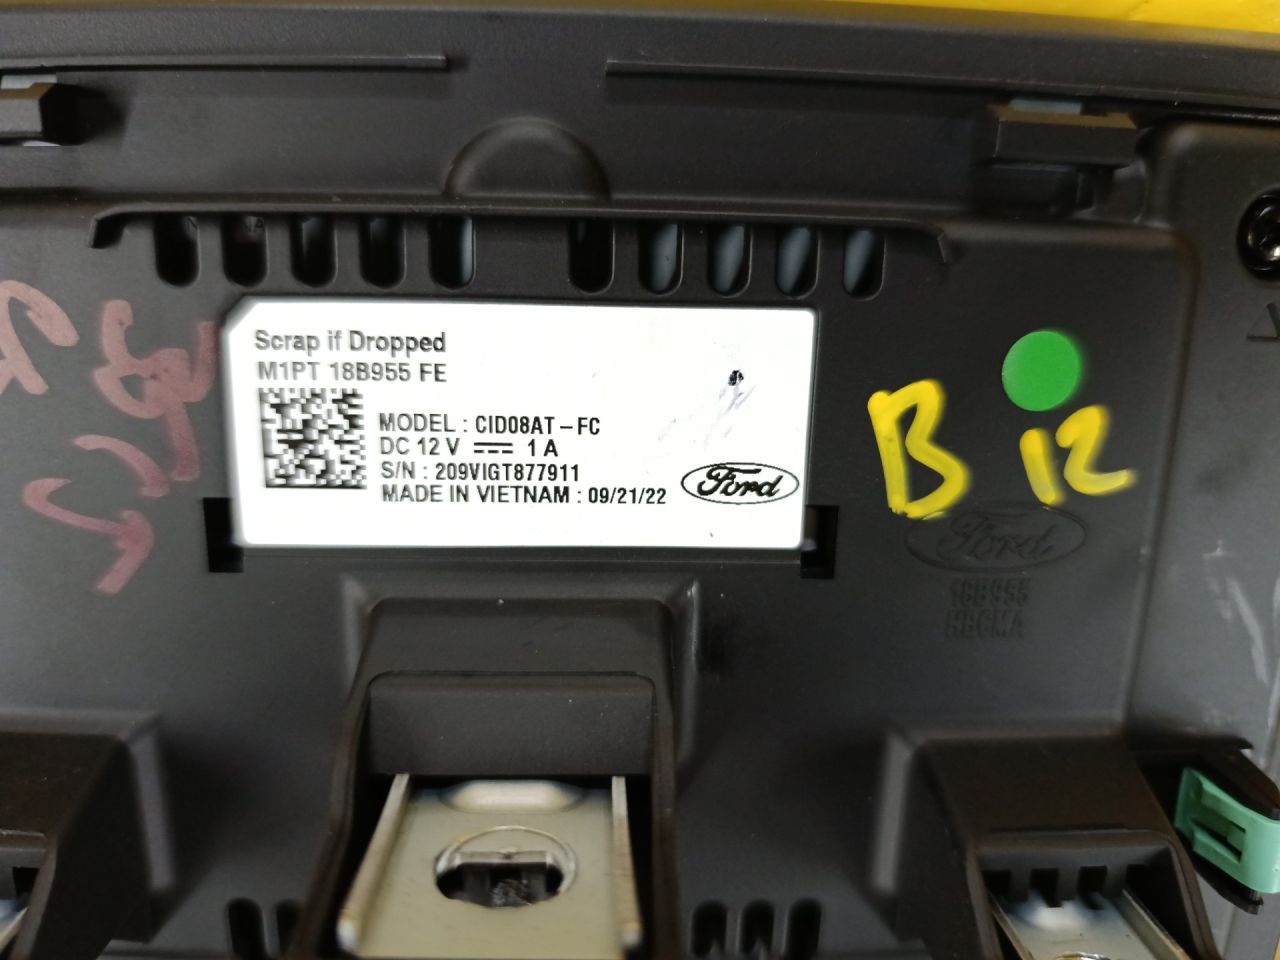 Scrap if Dropped
M1PT 18B955 FE
MODEL : CID08AT-FC
DC 12 V ⎓ 1 A
S/N : 209VIGT877911
MADE IN VIETNAM : 09/21/22
Ford
B 12
Ford
18B955